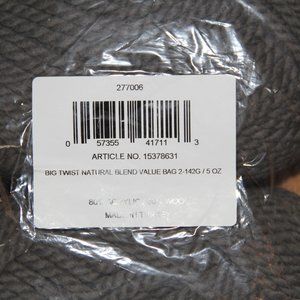 277006
0 57355 41711 3
ARTICLE NO. 15378631
BIG TWIST NATURAL BLEND VALUE BAG 2-142G / 5 OZ